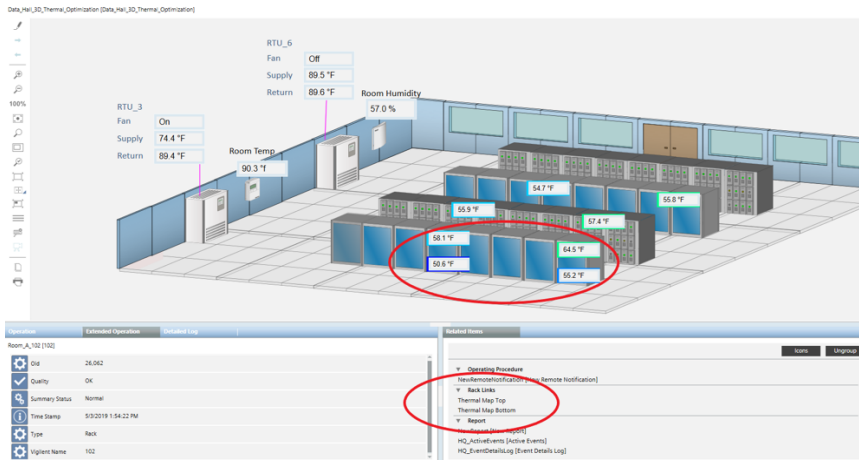 Data_Hall_3D_Thermal_Optimization [Data_Hall_3D_Thermal_Optimization]
100%
RTU_6
Fan Off
Supply 89.5 °F
Return 89.6 °F
Room Humidity
57.0 %
RTU_3
Fan On
Supply 74.4 °F
Return 89.4 °F
Room Temp
90.3 °f
54.7 °F
55.8 °F
55.9 °F
57.4 °F
58.1 °F
64.5 °F
50.6 °F
55.2 °F
Operation Extended Operation Detailed Log
Room_A_102 [102]
Oid 26,062
Quality OK
Summary Status Normal
Time Stamp 5/3/2019 1:54:22 PM
Type Rack
Vigilent Name 102
Related Items
Icons Ungroup
Operating Procedure
NewRemoteNotification [New Remote Notification]
Rack Links
Thermal Map Top
Thermal Map Bottom
Report
NewReport [New Report]
HQ_ActiveEvents [Active Events]
HQ_EventDetailsLog [Event Details Log]